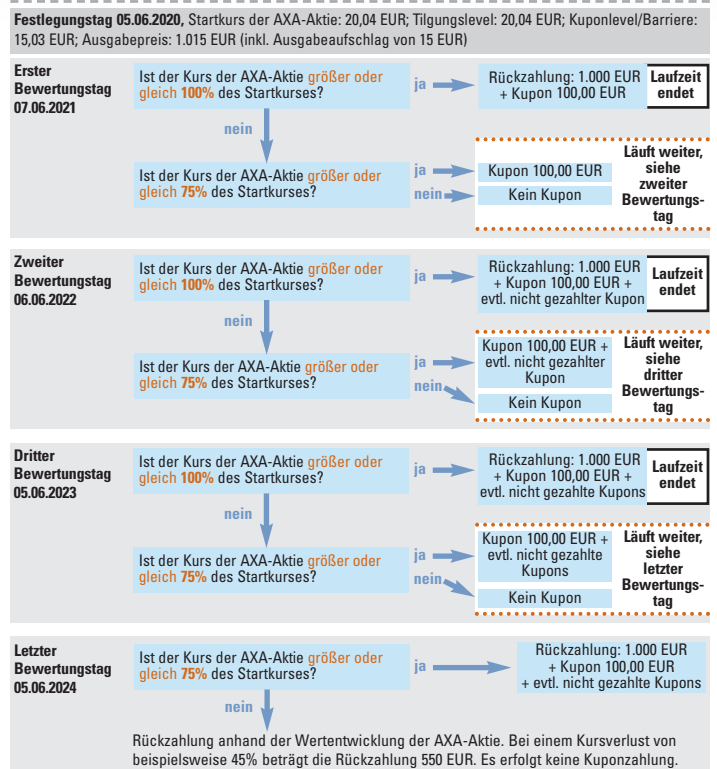 Festlegungstag 05.06.2020, Startkurs der AXA-Aktie: 20,04 EUR; Tilgungslevel: 20,04 EUR; Kuponlevel/Barriere:
15,03 EUR; Ausgabepreis: 1.015 EUR (inkl. Ausgabeaufschlag von 15 EUR)
Erster
Bewertungstag
07.06.2021
Ist der Kurs der AXA-Aktie größer oder
gleich 100% des Startkurses?
ja
Rückzahlung: 1.000 EUR
+ Kupon 100,00 EUR
Laufzeit
endet
nein
Ist der Kurs der AXA-Aktie größer oder
gleich 75% des Startkurses?
ja
nein
Kupon 100,00 EUR
Kein Kupon
Läuft weiter,
siehe
zweiter
Bewertungs-
tag
Zweiter
Bewertungstag
06.06.2022
Ist der Kurs der AXA-Aktie größer oder
gleich 100% des Startkurses?
ja
Rückzahlung: 1.000 EUR
+ Kupon 100,00 EUR +
evtl. nicht gezahlter Kupon
Laufzeit
endet
nein
Ist der Kurs der AXA-Aktie größer oder
gleich 75% des Startkurses?
ja
nein
Kupon 100,00 EUR +
evtl. nicht gezahlter
Kupon
Kein Kupon
Läuft weiter,
siehe
dritter
Bewertungs-
tag
Dritter
Bewertungstag
05.06.2023
Ist der Kurs der AXA-Aktie größer oder
gleich 100% des Startkurses?
ja
Rückzahlung: 1.000 EUR
+ Kupon 100,00 EUR +
evtl. nicht gezahlte Kupons
Laufzeit
endet
nein
Ist der Kurs der AXA-Aktie größer oder
gleich 75% des Startkurses?
ja
nein
Kupon 100,00 EUR +
evtl. nicht gezahlte
Kupons
Kein Kupon
Läuft weiter,
siehe
letzter
Bewertungs-
tag
Letzter
Bewertungstag
05.06.2024
Ist der Kurs der AXA-Aktie größer oder
gleich 75% des Startkurses?
ja
Rückzahlung: 1.000 EUR
+ Kupon 100,00 EUR
+ evtl. nicht gezahlte Kupons
nein
Rückzahlung anhand der Wertentwicklung der AXA-Aktie. Bei einem Kursverlust von
beispielsweise 45% beträgt die Rückzahlung 550 EUR. Es erfolgt keine Kuponzahlung.